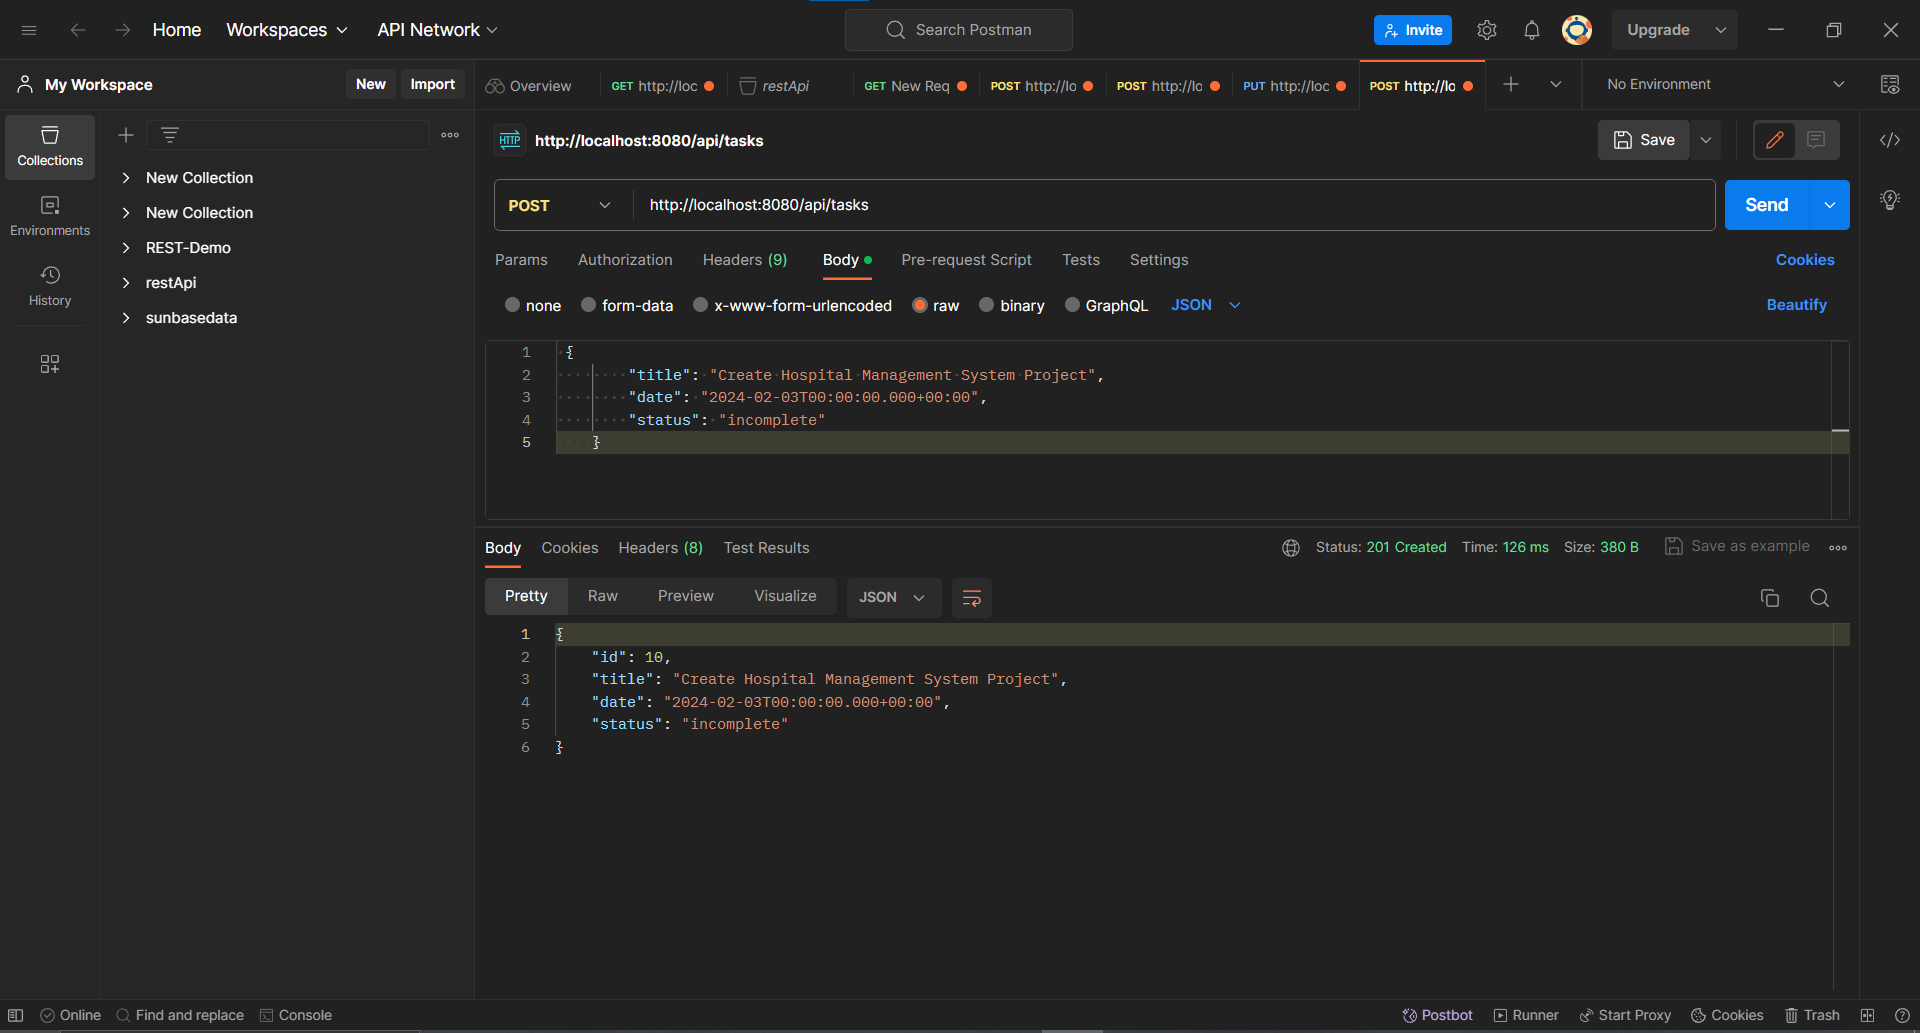 Home Workspaces API Network Search Postman Invite Upgrade
My Workspace New Import Overview GET http://loc restApi GET New Req POST http://lo POST http://lo PUT http://loc POST http://lo No Environment
Collections
Environments
History
New Collection
New Collection
REST-Demo
restApi
sunbasedata
HTTP http://localhost:8080/api/tasks Save
POST http://localhost:8080/api/tasks Send
Params Authorization Headers (9) Body Pre-request Script Tests Settings Cookies
none form-data x-www-form-urlencoded raw binary GraphQL JSON Beautify
1 {
2 "title": "Create Hospital Management System Project",
3 "date": "2024-02-03T00:00:00.000+00:00",
4 "status": "incomplete"
5 }
Body Cookies Headers (8) Test Results Status: 201 Created Time: 126 ms Size: 380 B Save as example
Pretty Raw Preview Visualize JSON
1 {
2 "id": 10,
3 "title": "Create Hospital Management System Project",
4 "date": "2024-02-03T00:00:00.000+00:00",
5 "status": "incomplete"
6 }
Online Find and replace Console Postbot Runner Start Proxy Cookies Trash